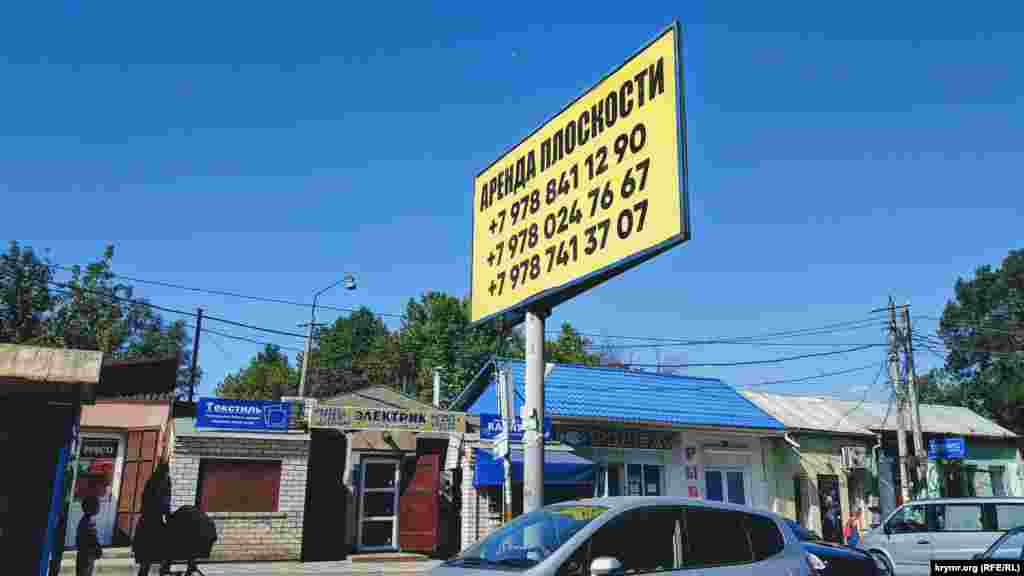 АРЕНДА ПЛОСКОСТИ
+7 978 841 12 90
+7 978 024 76 67
+7 978 741 37 07
Текстиль
ЭЛЕКТРИК
krymr.org (RFE/RL)